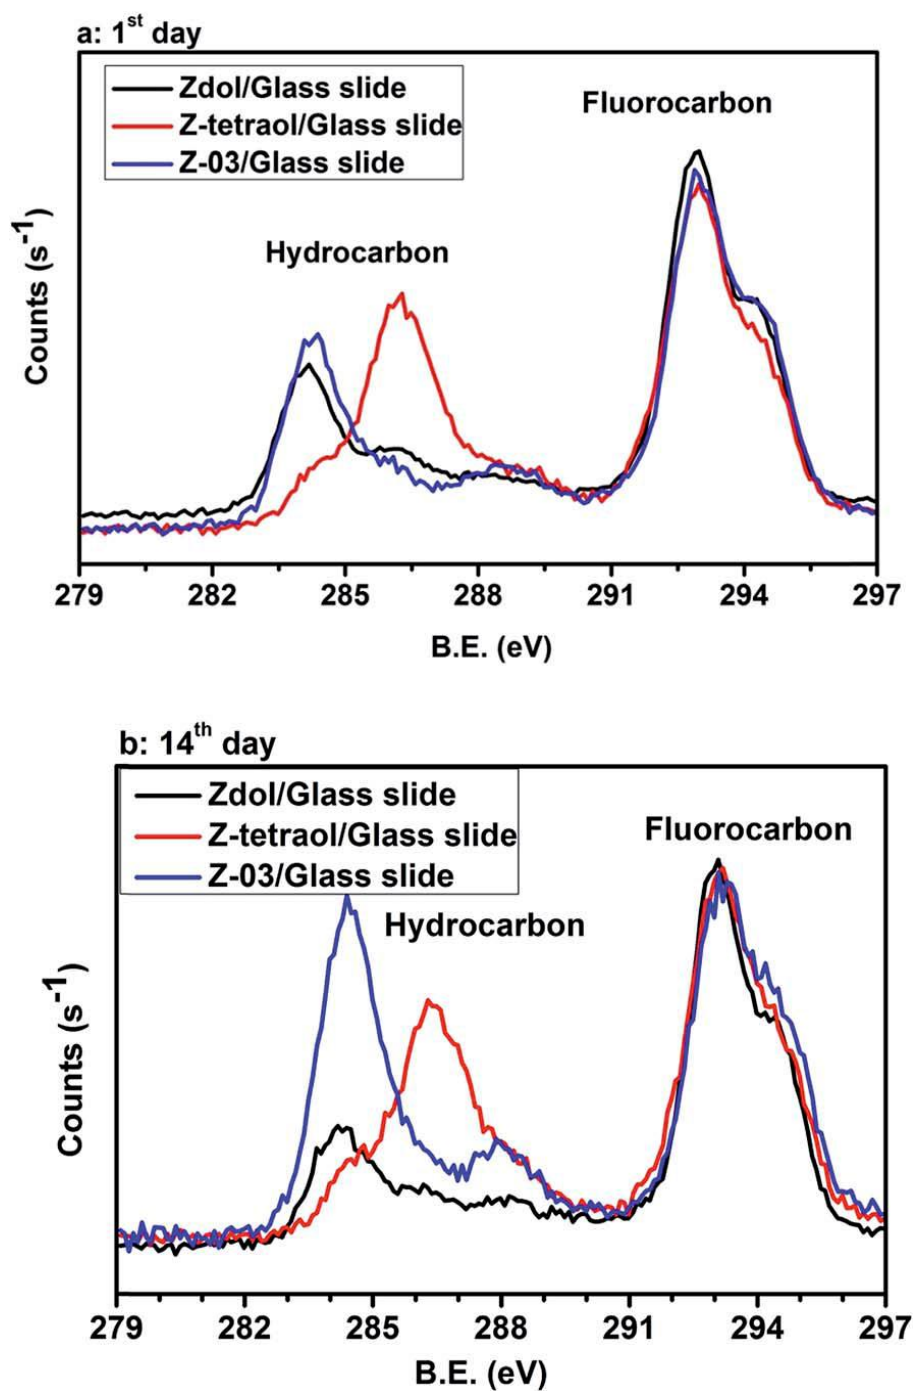 a: 1st day
Zdol/Glass slide
Z-tetraol/Glass slide
Z-03/Glass slide
Fluorocarbon
Hydrocarbon
Counts (s-1)
279 282 285 288 291 294 297
B.E. (eV)
b: 14th day
Zdol/Glass slide
Z-tetraol/Glass slide
Z-03/Glass slide
Fluorocarbon
Hydrocarbon
Counts (s-1)
279 282 285 288 291 294 297
B.E. (eV)